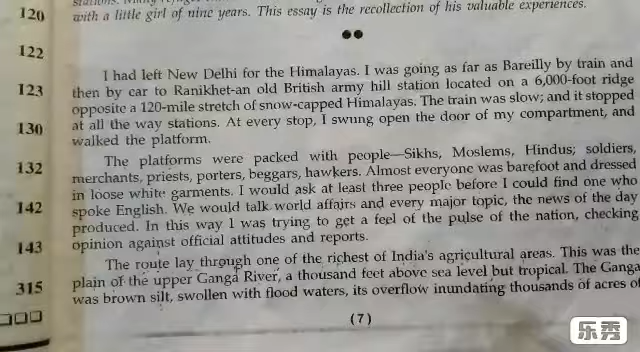 120
122
123
130
132
142
143
315
with a little girl of nine years. This essay is the recollection of his valuable experiences.
I had left New Delhi for the Himalayas. I was going as far as Bareilly by train and
then by car to Ranikhet-an old British army hill station located on a 6,000-foot ridge
opposite a 120-mile stretch of snow-capped Himalayas. The train was slow; and it stopped
at all the way stations. At every stop, I swung open the door of my compartment, and
walked the platform.
The platforms were packed with people—Sikhs, Moslems, Hindus; soldiers,
merchants, priests, porters, beggars, hawkers. Almost everyone was barefoot and dressed
in loose white garments. I would ask at least three people before I could find one who
spoke English. We would talk world affairs and every major topic, the news of the day
produced. In this way I was trying to get a feel of the pulse of the nation, checking
opinion against official attitudes and reports.
The route lay through one of the richest of India's agricultural areas. This was the
plain of the upper Ganga River, a thousand feet above sea level but tropical. The Ganga
was brown silt, swollen with flood waters, its overflow inundating thousands of acres of
(7)
乐秀